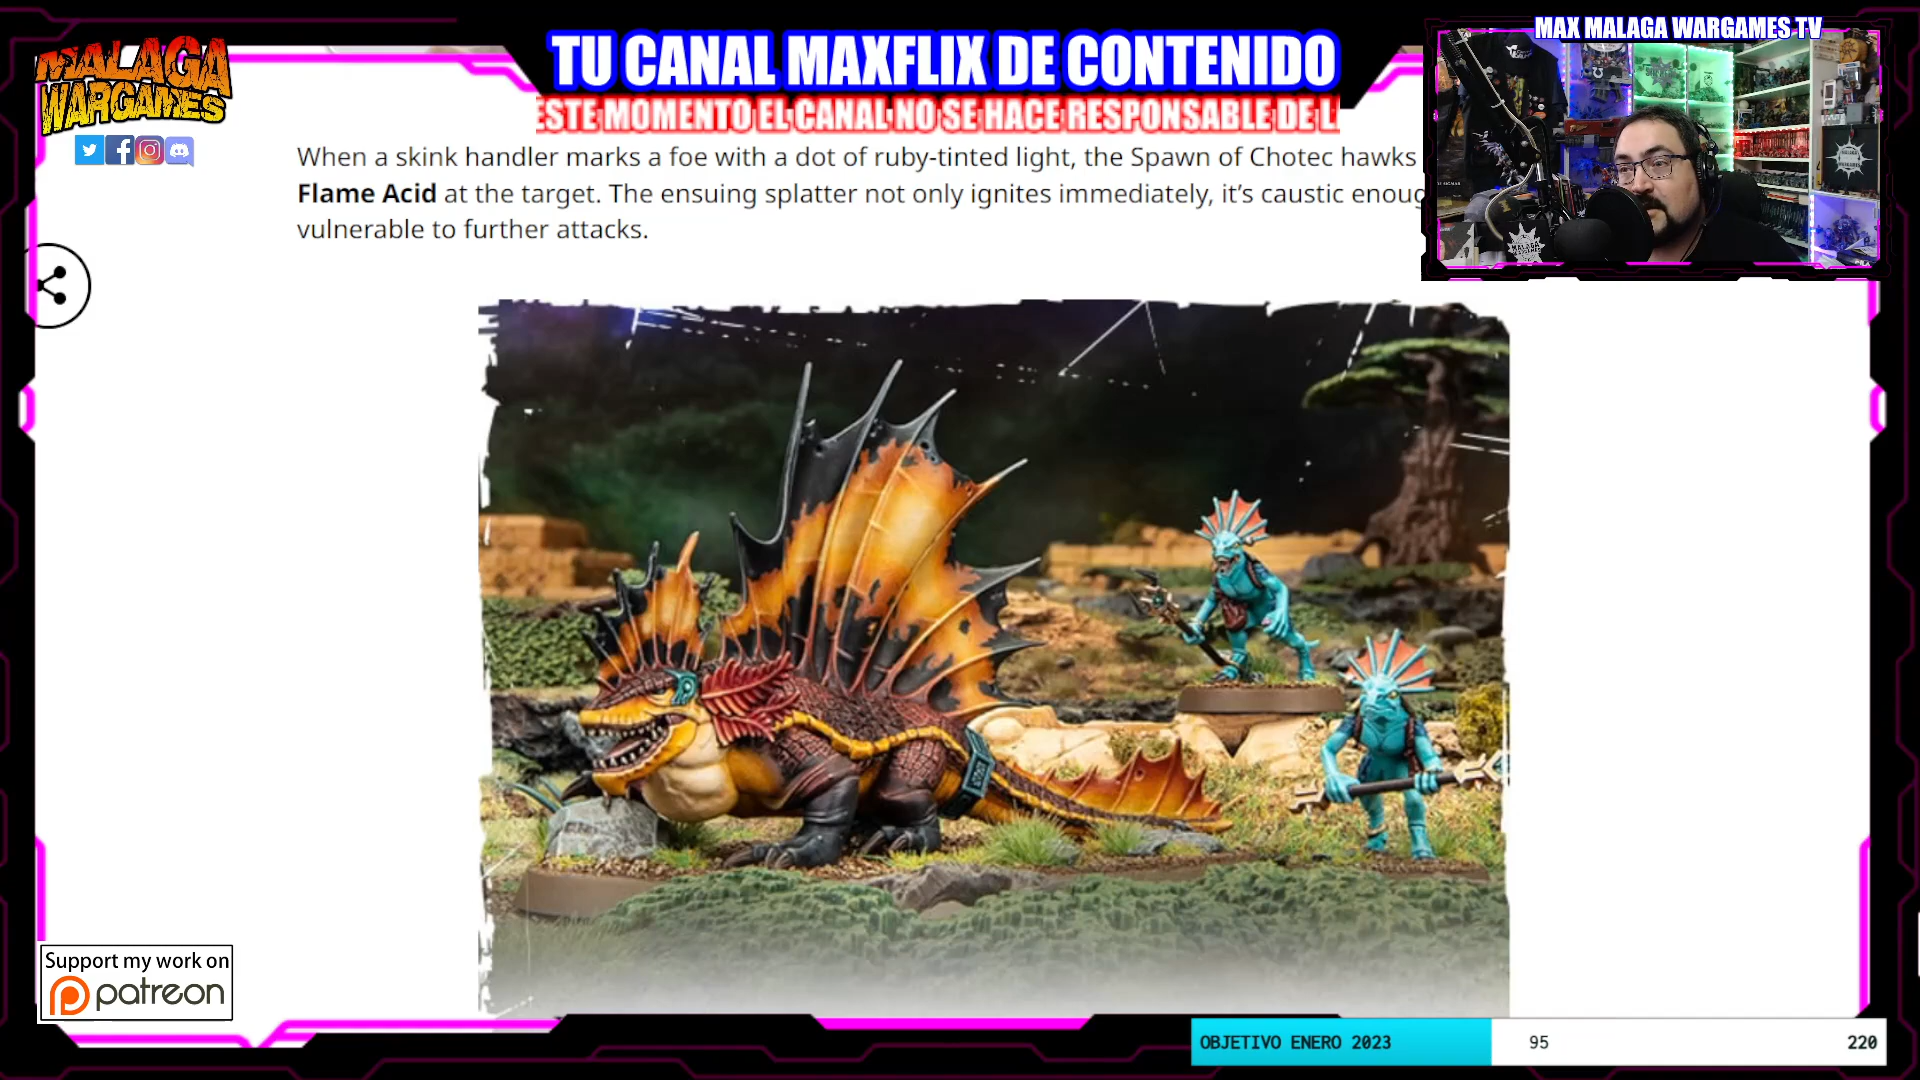 MALAGA
WARGAMES
TU CANAL MAXFLIX DE CONTENIDO
ESTE MOMENTO EL CANAL NO SE HACE RESPONSABLE DE
MAX MALAGA WARGAMES TV
When a skink handler marks a foe with a dot of ruby-tinted light, the Spawn of Chotec hawks
Flame Acid at the target. The ensuing splatter not only ignites immediately, it's caustic enoug
vulnerable to further attacks.
Support my work on
patreon
OBJETIVO ENERO 2023 95 220